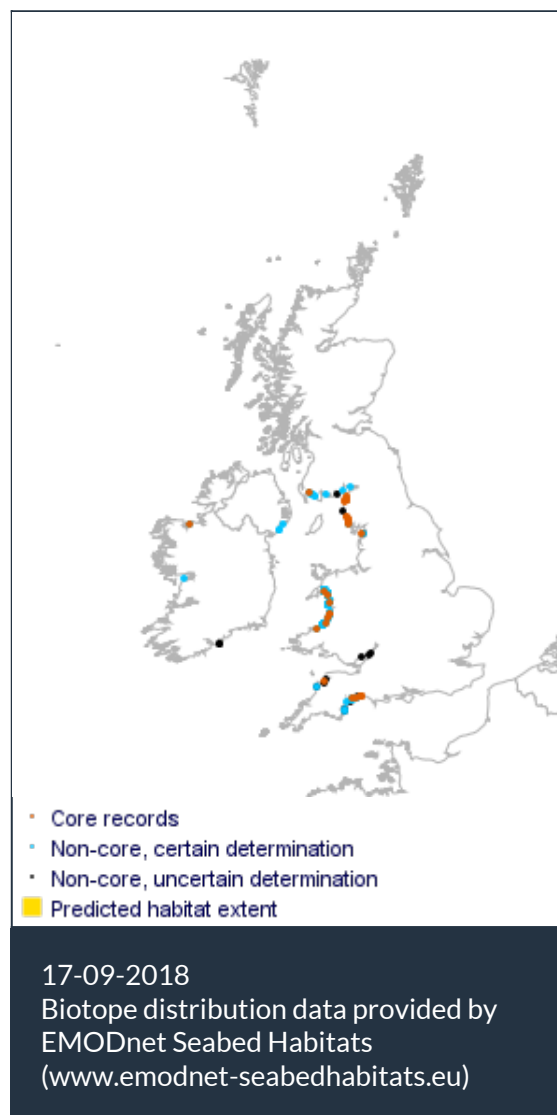 Core records
Non-core, certain determination
Non-core, uncertain determination
Predicted habitat extent
17-09-2018
Biotope distribution data provided by
EMODnet Seabed Habitats
(www.emodnet-seabedhabitats.eu)